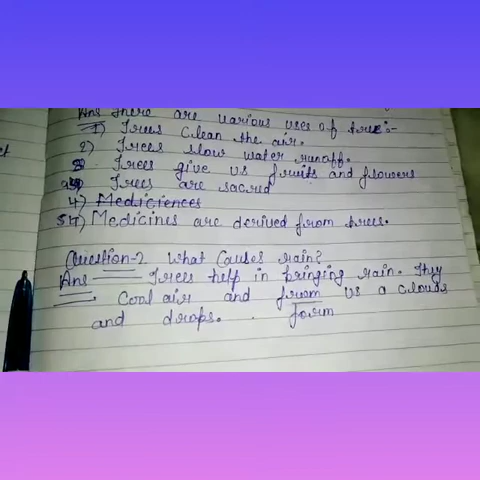 Ans There are various uses of tree:-
1) Trees clean the air.
2) Trees slow water runoff.
3 Trees give us fruits and flowers
Trees are sacred
4) Mediciences
5) Medicines are derived from trees.
Question-2 What causes rain?
Ans Trees help in bringing rain. They
cool air and from us a clouds
and drops. form